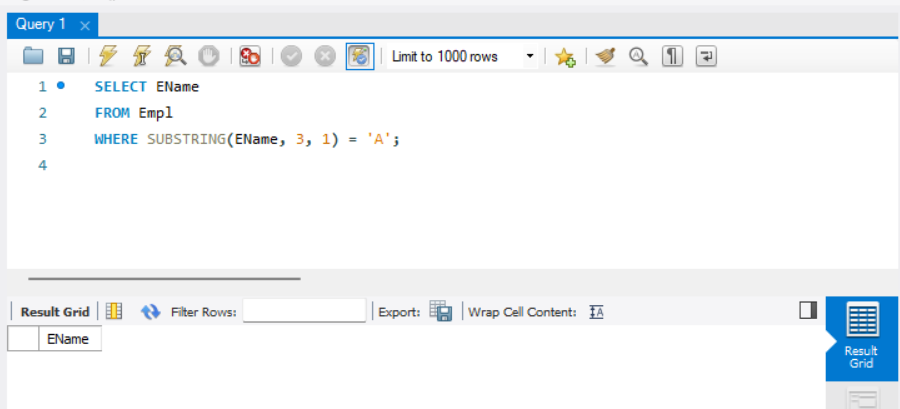 Query 1
Limit to 1000 rows
1 SELECT EName
2 FROM Empl
3 WHERE SUBSTRING(EName, 3, 1) = 'A';
4
Result Grid Filter Rows: Export: Wrap Cell Content: IA
EName
Result
Grid